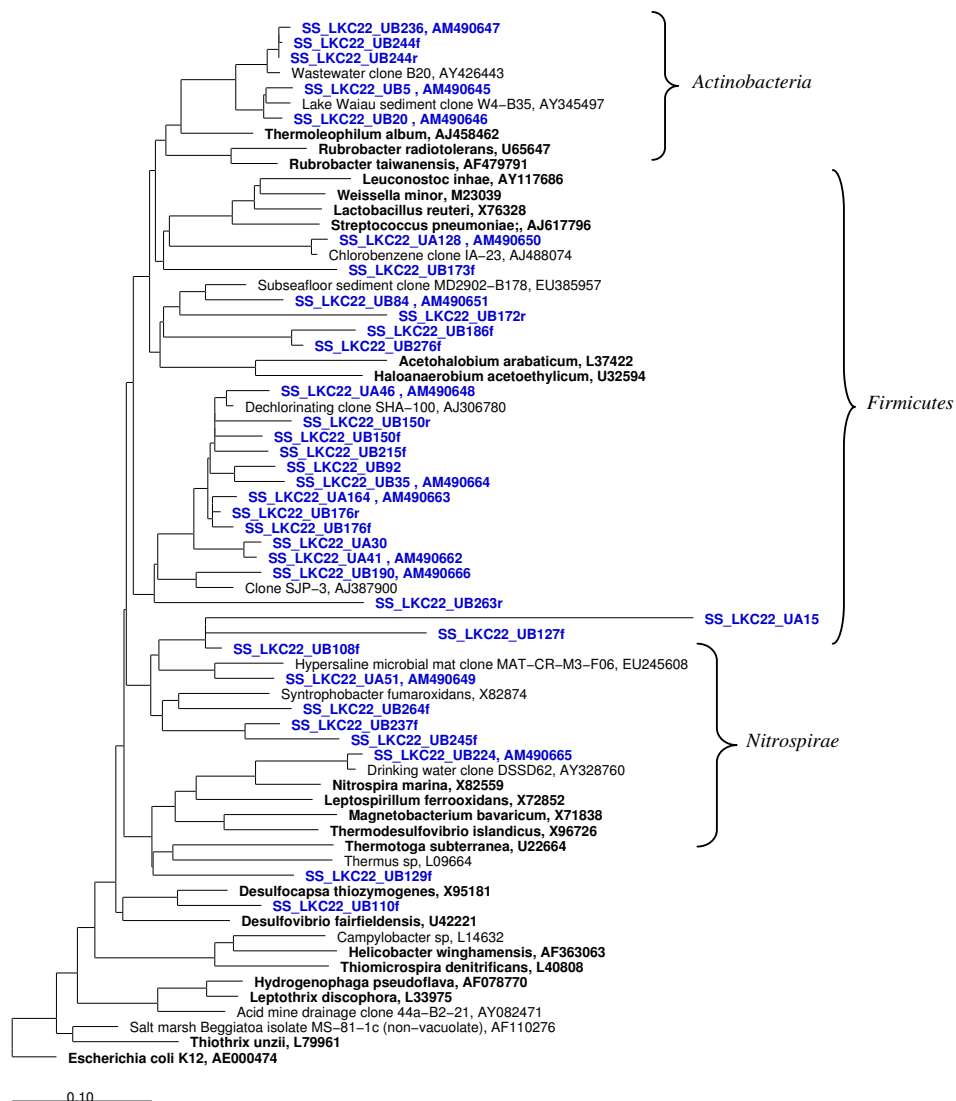 SS_LKC22_UB236, AM490647
SS_LKC22_UB244f
SS_LKC22_UB244r
Wastewater clone B20, AY426443
SS_LKC22_UB5 , AM490645
Lake Waiau sediment clone W4−B35, AY345497
SS_LKC22_UB20 , AM490646
Thermoleophilum album, AJ458462
Rubrobacter radiotolerans, U65647
Rubrobacter taiwanensis, AF479791
Actinobacteria
Leuconostoc inhae, AY117686
Weissella minor, M23039
Lactobacillus reuteri, X76328
Streptococcus pneumoniae;, AJ617796
SS_LKC22_UA128 , AM490650
Chlorobenzene clone IA−23, AJ488074
SS_LKC22_UB173f
Subseafloor sediment clone MD2902−B178, EU385957
SS_LKC22_UB84 , AM490651
SS_LKC22_UB172r
SS_LKC22_UB186f
SS_LKC22_UB276f
Acetohalobium arabaticum, L37422
Haloanaerobium acetoethylicum, U32594
SS_LKC22_UA46 , AM490648
Dechlorinating clone SHA−100, AJ306780
SS_LKC22_UB150r
SS_LKC22_UB150f
SS_LKC22_UB215f
SS_LKC22_UB92
SS_LKC22_UB35 , AM490664
SS_LKC22_UA164 , AM490663
SS_LKC22_UB176r
SS_LKC22_UB176f
SS_LKC22_UA30
SS_LKC22_UA41 , AM490662
SS_LKC22_UB190, AM490666
Clone SJP−3, AJ387900
SS_LKC22_UB263r
SS_LKC22_UA15
SS_LKC22_UB127f
Firmicutes
SS_LKC22_UB108f
Hypersaline microbial mat clone MAT−CR−M3−F06, EU245608
SS_LKC22_UA51, AM490649
Syntrophobacter fumaroxidans, X82874
SS_LKC22_UB264f
SS_LKC22_UB237f
SS_LKC22_UB245f
SS_LKC22_UB224, AM490665
Drinking water clone DSSD62, AY328760
Nitrospira marina, X82559
Leptospirillum ferrooxidans, X72852
Magnetobacterium bavaricum, X71838
Thermodesulfovibrio islandicus, X96726
Thermotoga subterranea, U22664
Nitrospirae
Thermus sp, L09664
SS_LKC22_UB129f
Desulfocapsa thiozymogenes, X95181
SS_LKC22_UB110f
Desulfovibrio fairfieldensis, U42221
Campylobacter sp, L14632
Helicobacter winghamensis, AF363063
Thiomicrospira denitrificans, L40808
Hydrogenophaga pseudoflava, AF078770
Leptothrix discophora, L33975
Acid mine drainage clone 44a−B2−21, AY082471
Salt marsh Beggiatoa isolate MS−81−1c (non−vacuolate), AF110276
Thiothrix unzii, L79961
Escherichia coli K12, AE000474
0.10